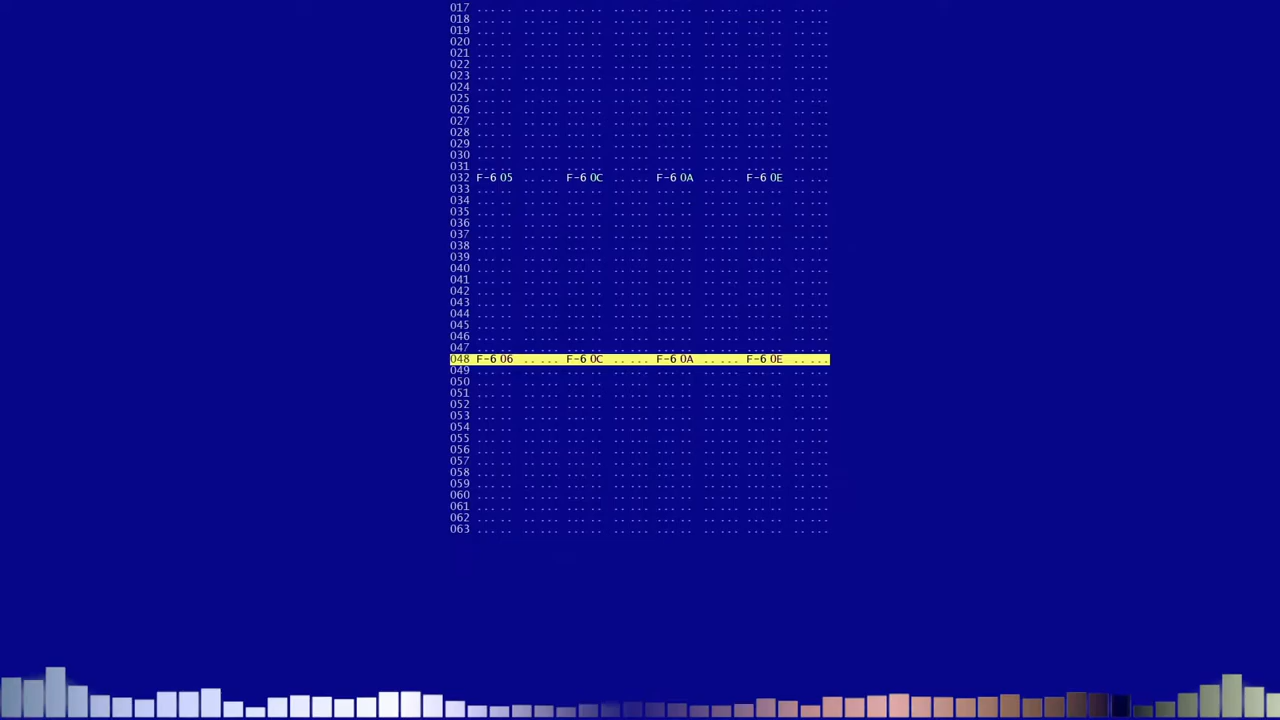 017 ... .. .. ... ... .. .. ... ... .. .. ... ... .. .. ...
018 ... .. .. ... ... .. .. ... ... .. .. ... ... .. .. ...
019 ... .. .. ... ... .. .. ... ... .. .. ... ... .. .. ...
020 ... .. .. ... ... .. .. ... ... .. .. ... ... .. .. ...
021 ... .. .. ... ... .. .. ... ... .. .. ... ... .. .. ...
022 ... .. .. ... ... .. .. ... ... .. .. ... ... .. .. ...
023 ... .. .. ... ... .. .. ... ... .. .. ... ... .. .. ...
024 ... .. .. ... ... .. .. ... ... .. .. ... ... .. .. ...
025 ... .. .. ... ... .. .. ... ... .. .. ... ... .. .. ...
026 ... .. .. ... ... .. .. ... ... .. .. ... ... .. .. ...
027 ... .. .. ... ... .. .. ... ... .. .. ... ... .. .. ...
028 ... .. .. ... ... .. .. ... ... .. .. ... ... .. .. ...
029 ... .. .. ... ... .. .. ... ... .. .. ... ... .. .. ...
030 ... .. .. ... ... .. .. ... ... .. .. ... ... .. .. ...
031 ... .. .. ... ... .. .. ... ... .. .. ... ... .. .. ...
032 F-6 05 .. ... F-6 0C .. ... F-6 0A .. ... F-6 0E .. ...
033 ... .. .. ... ... .. .. ... ... .. .. ... ... .. .. ...
034 ... .. .. ... ... .. .. ... ... .. .. ... ... .. .. ...
035 ... .. .. ... ... .. .. ... ... .. .. ... ... .. .. ...
036 ... .. .. ... ... .. .. ... ... .. .. ... ... .. .. ...
037 ... .. .. ... ... .. .. ... ... .. .. ... ... .. .. ...
038 ... .. .. ... ... .. .. ... ... .. .. ... ... .. .. ...
039 ... .. .. ... ... .. .. ... ... .. .. ... ... .. .. ...
040 ... .. .. ... ... .. .. ... ... .. .. ... ... .. .. ...
041 ... .. .. ... ... .. .. ... ... .. .. ... ... .. .. ...
042 ... .. .. ... ... .. .. ... ... .. .. ... ... .. .. ...
043 ... .. .. ... ... .. .. ... ... .. .. ... ... .. .. ...
044 ... .. .. ... ... .. .. ... ... .. .. ... ... .. .. ...
045 ... .. .. ... ... .. .. ... ... .. .. ... ... .. .. ...
046 ... .. .. ... ... .. .. ... ... .. .. ... ... .. .. ...
047 ... .. .. ... ... .. .. ... ... .. .. ... ... .. .. ...
048 F-6 06 .. ... F-6 0C .. ... F-6 0A .. ... F-6 0E .. ...
049 ... .. .. ... ... .. .. ... ... .. .. ... ... .. .. ...
050 ... .. .. ... ... .. .. ... ... .. .. ... ... .. .. ...
051 ... .. .. ... ... .. .. ... ... .. .. ... ... .. .. ...
052 ... .. .. ... ... .. .. ... ... .. .. ... ... .. .. ...
053 ... .. .. ... ... .. .. ... ... .. .. ... ... .. .. ...
054 ... .. .. ... ... .. .. ... ... .. .. ... ... .. .. ...
055 ... .. .. ... ... .. .. ... ... .. .. ... ... .. .. ...
056 ... .. .. ... ... .. .. ... ... .. .. ... ... .. .. ...
057 ... .. .. ... ... .. .. ... ... .. .. ... ... .. .. ...
058 ... .. .. ... ... .. .. ... ... .. .. ... ... .. .. ...
059 ... .. .. ... ... .. .. ... ... .. .. ... ... .. .. ...
060 ... .. .. ... ... .. .. ... ... .. .. ... ... .. .. ...
061 ... .. .. ... ... .. .. ... ... .. .. ... ... .. .. ...
062 ... .. .. ... ... .. .. ... ... .. .. ... ... .. .. ...
063 ... .. .. ... ... .. .. ... ... .. .. ... ... .. .. ...